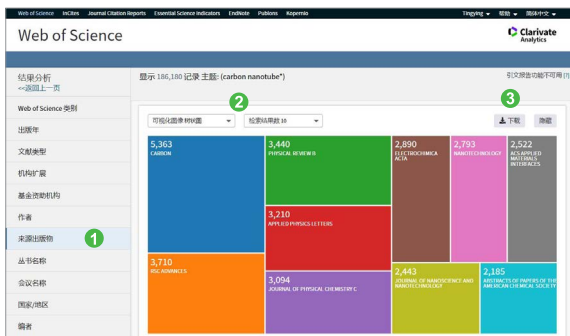 Web of Science InCites Journal Citation Reports Essential Science Indicators EndNote Publons Kopernio Tingying 帮助 简体中文
Web of Science
Clarivate
Analytics
结果分析
<<返回上一页
显示 186,180 记录 主题: (carbon nanotube*)
引文报告功能不可用 [?]
Web of Science 类别
出版年
文献类型
机构扩展
基金资助机构
作者
来源出版物
丛书名称
会议名称
国家/地区
编者
1
2
3
可视化图像 树状图
检索结果数 10
下载
隐藏
5,363
CARBON
3,440
PHYSICAL REVIEW B
2,890
ELECTROCHIMICA
ACTA
2,793
NANOTECHNOLOGY
2,522
ACS APPLIED
MATERIALS
INTERFACES
3,210
APPLIED PHYSICS LETTERS
3,710
RSC ADVANCES
3,094
JOURNAL OF PHYSICAL CHEMISTRY C
2,443
JOURNAL OF NANOSCIENCE AND
NANOTECHNOLOGY
2,185
ABSTRACTS OF PAPERS OF THE
AMERICAN CHEMICAL SOCIETY